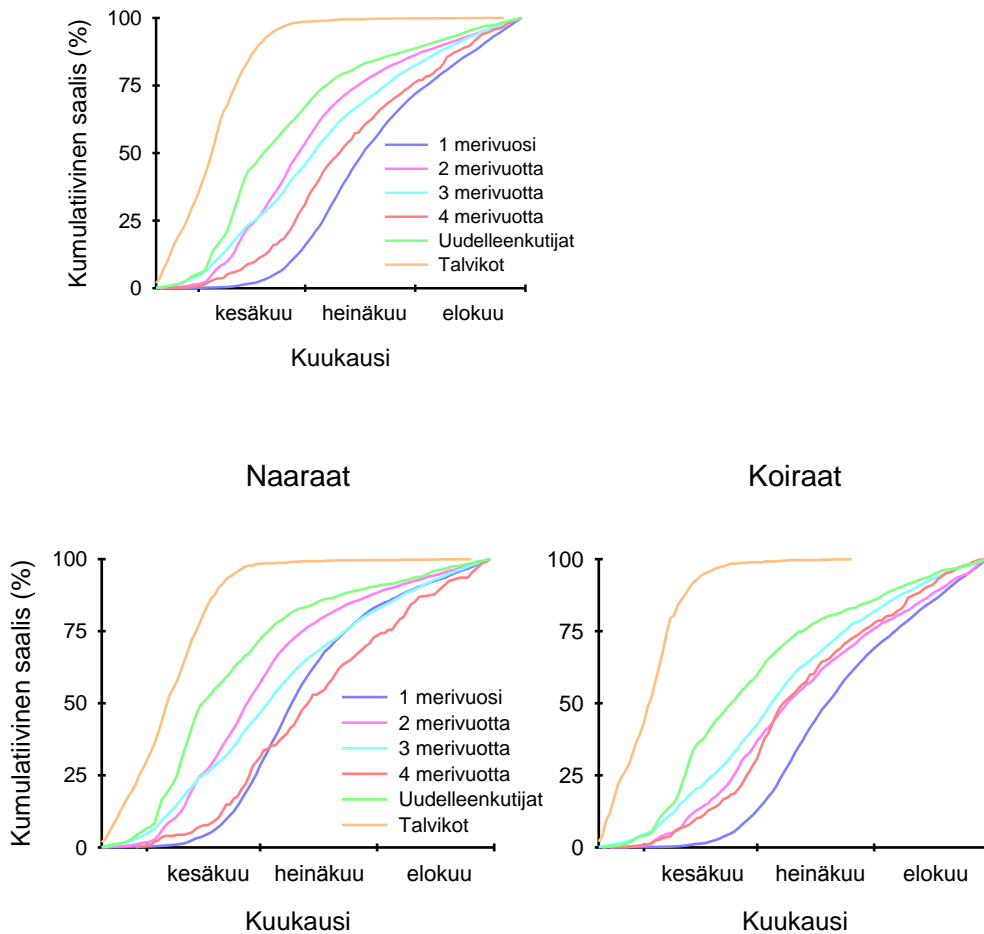 Kumulatiivinen saalis (%)
100
75
50
25
0
1 merivuosi
2 merivuotta
3 merivuotta
4 merivuotta
Uudelleenkutijat
Talvikot
kesäkuu heinäkuu elokuu
Kuukausi
Naaraat
Kumulatiivinen saalis (%)
100
75
50
25
0
1 merivuosi
2 merivuotta
3 merivuotta
4 merivuotta
Uudelleenkutijat
Talvikot
kesäkuu heinäkuu elokuu
Kuukausi
Koiraat
100
75
50
25
0
kesäkuu heinäkuu elokuu
Kuukausi